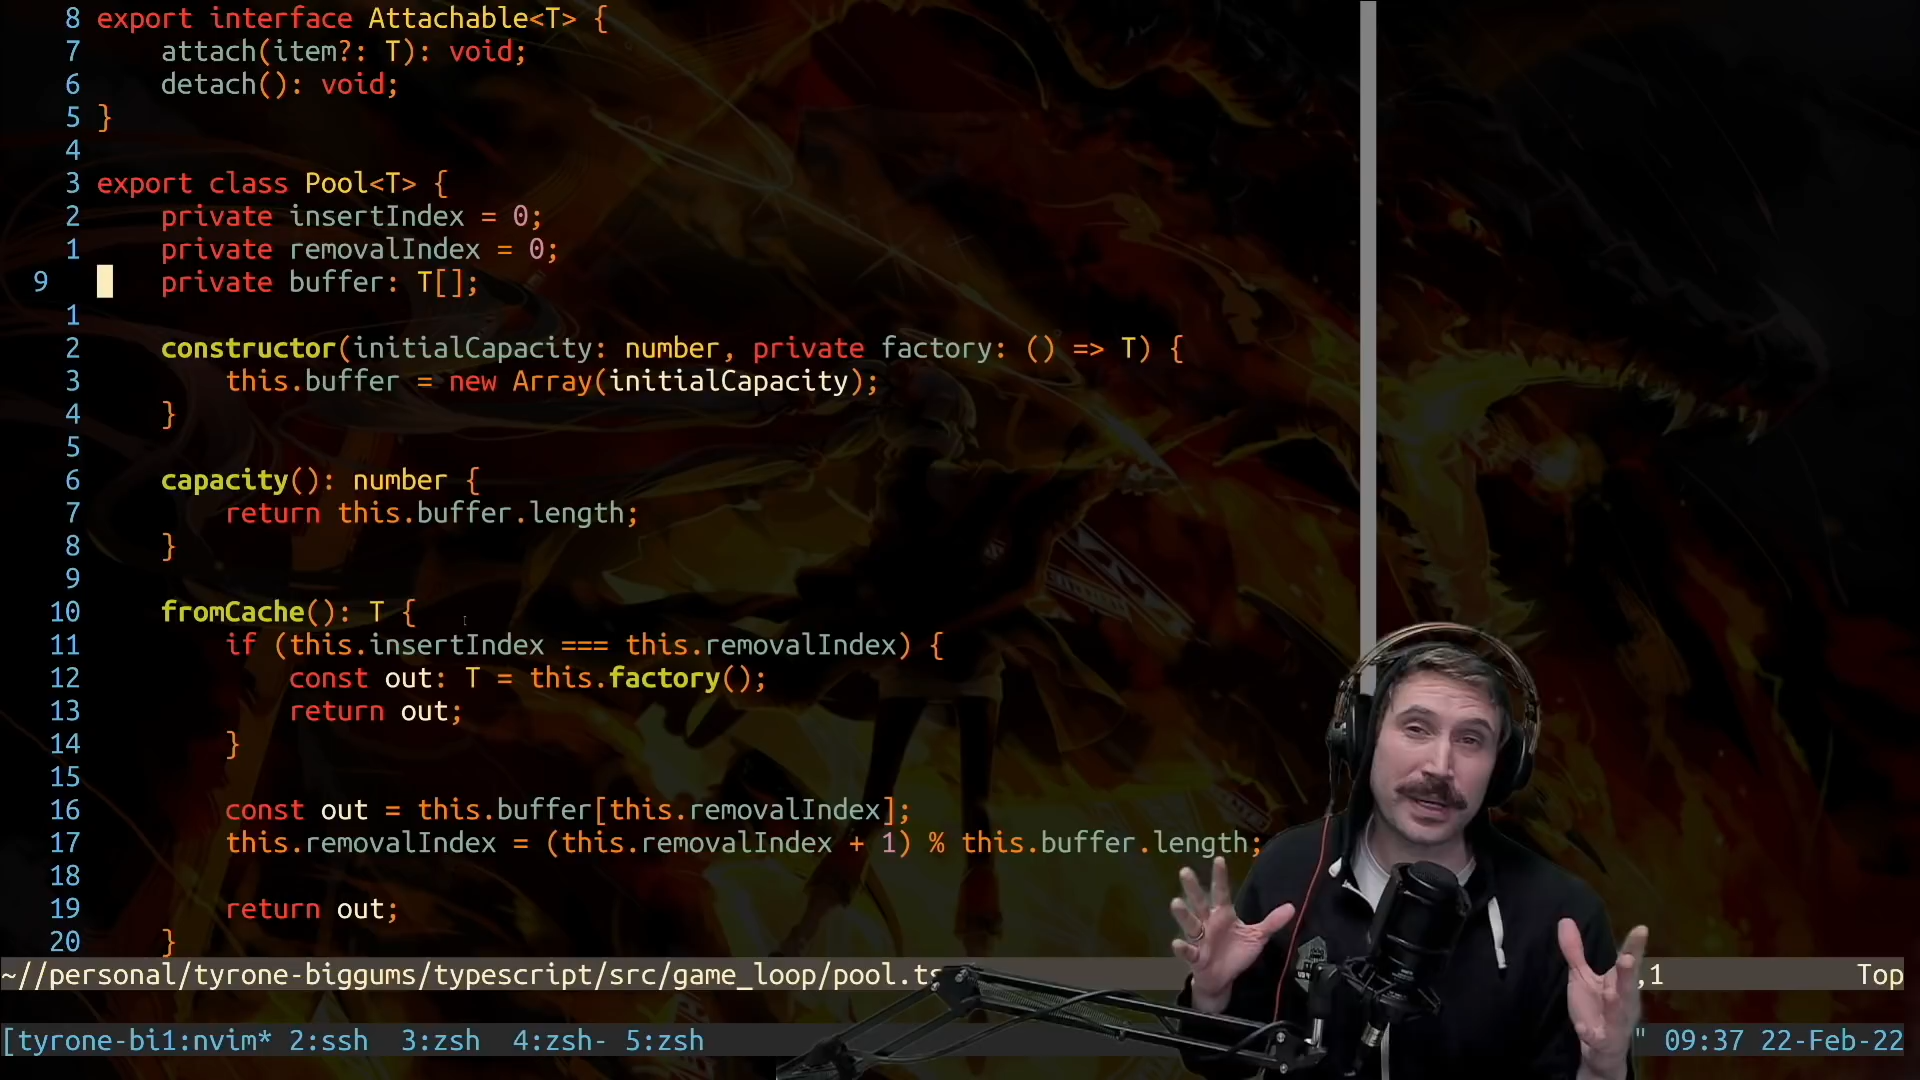 8 export interface Attachable<T> {
7     attach(item?: T): void;
6     detach(): void;
5 }
4
3 export class Pool<T> {
2     private insertIndex = 0;
1     private removalIndex = 0;
9     private buffer: T[];
1
2     constructor(initialCapacity: number, private factory: () => T) {
3         this.buffer = new Array(initialCapacity);
4     }
5
6     capacity(): number {
7         return this.buffer.length;
8     }
9
10     fromCache(): T {
11         if (this.insertIndex === this.removalIndex) {
12             const out: T = this.factory();
13             return out;
14         }
15
16         const out = this.buffer[this.removalIndex];
17         this.removalIndex = (this.removalIndex + 1) % this.buffer.length;
18
19         return out;
20     }
~//personal/tyrone-biggums/typescript/src/game_loop/pool.ts ,1 Top
[tyrone-bi1:nvim* 2:ssh  3:zsh  4:zsh- 5:zsh " 09:37 22-Feb-22